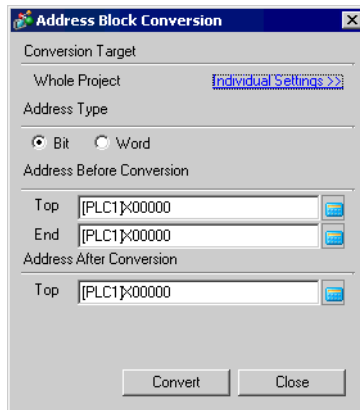 Address Block Conversion
Conversion Target
Whole Project Individual Settings >>
Address Type
Bit Word
Address Before Conversion
Top [PLC1]X00000
End [PLC1]X00000
Address After Conversion
Top [PLC1]X00000
Convert Close